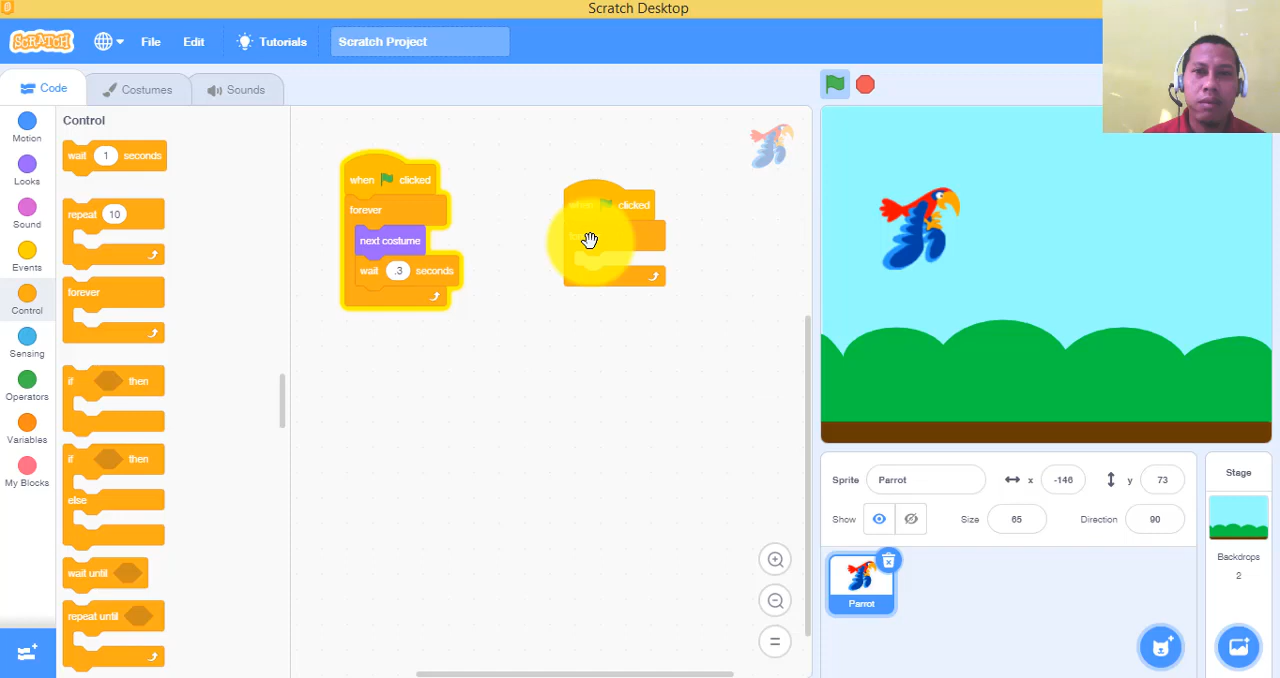 Scratch Desktop
SCRATCH
File
Edit
Tutorials
Scratch Project
Code
Costumes
Sounds
Motion
Looks
Sound
Events
Control
Sensing
Operators
Variables
My Blocks
Control
wait 1 seconds
repeat 10
forever
if then
if then
else
wait until
repeat until
when clicked
forever
next costume
wait .3 seconds
when clicked
Sprite Parrot x -146 y 73
Show Size 65 Direction 90
Parrot
Stage
Backdrops
2